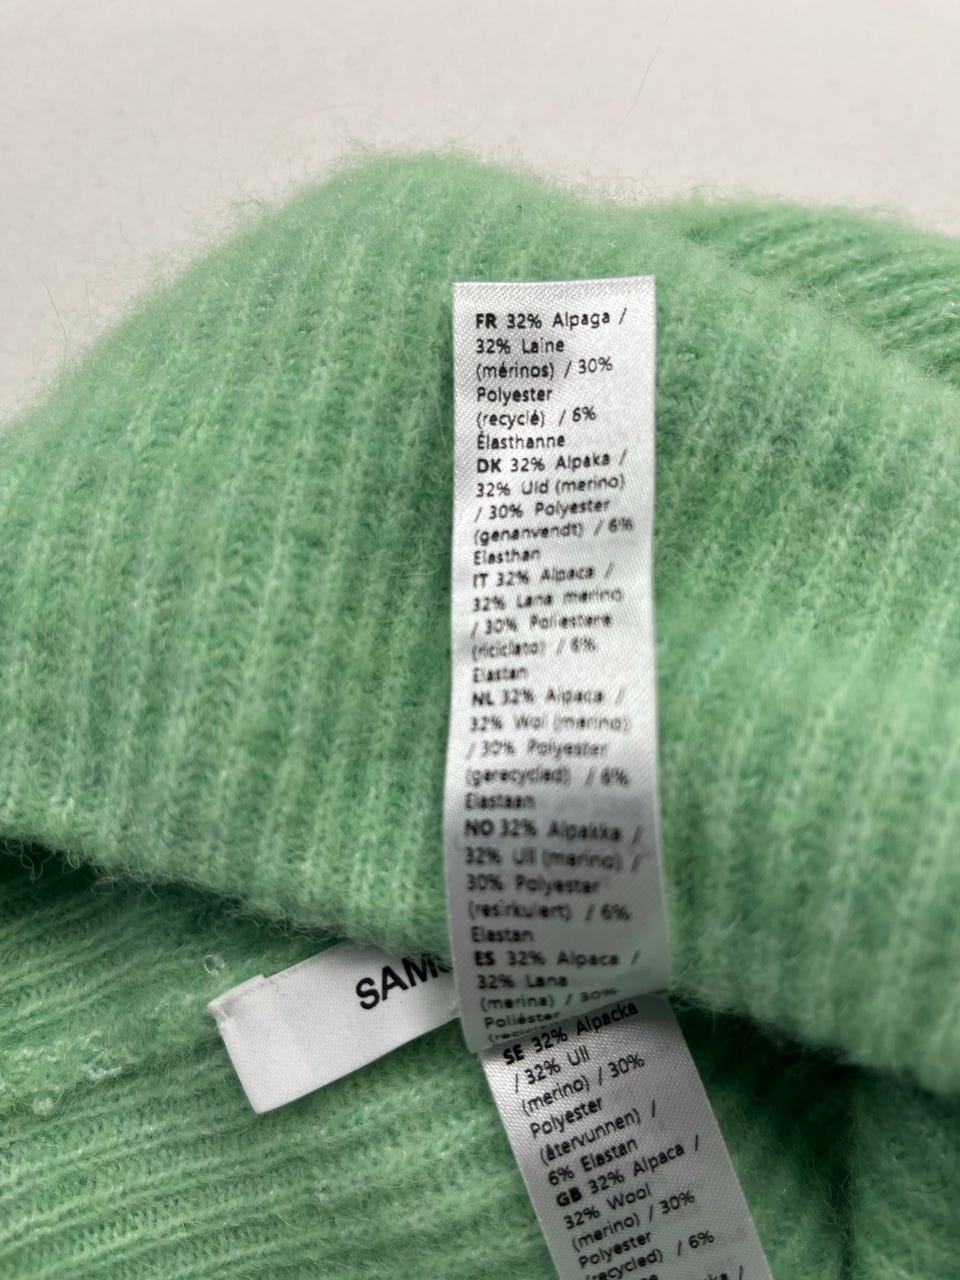 FR 32% Alpaga /
32% Laine
(mérinos) / 30%
Polyester
(recyclé) / 6%
Élasthanne
DK 32% Alpaka /
32% Uld (merino)
/ 30% Polyester
(genanvendt) / 6%
Elasthan
IT 32% Alpaca /
32% Lana merino
/ 30% Poliestere
(riciclato) / 6%
Elastan
NL 32% Alpaca /
32% Wol (merino)
/ 30% Polyester
(gerecycled) / 6%
Elastaan
NO 32% Alpakka /
32% Ull (merino) /
30% Polyester
(resirkulert) / 6%
Elastan
ES 32% Alpaca /
32% Lana
(merina) / 30%
Poliéster
SAMS
SE 32% Alpacka
/ 32% Ull
(merino) / 30%
Polyester
(återvunnen) /
6% Elastan
GB 32% Alpaca /
32% Wool
(merino) / 30%
Polyester
(recycled) / 6%